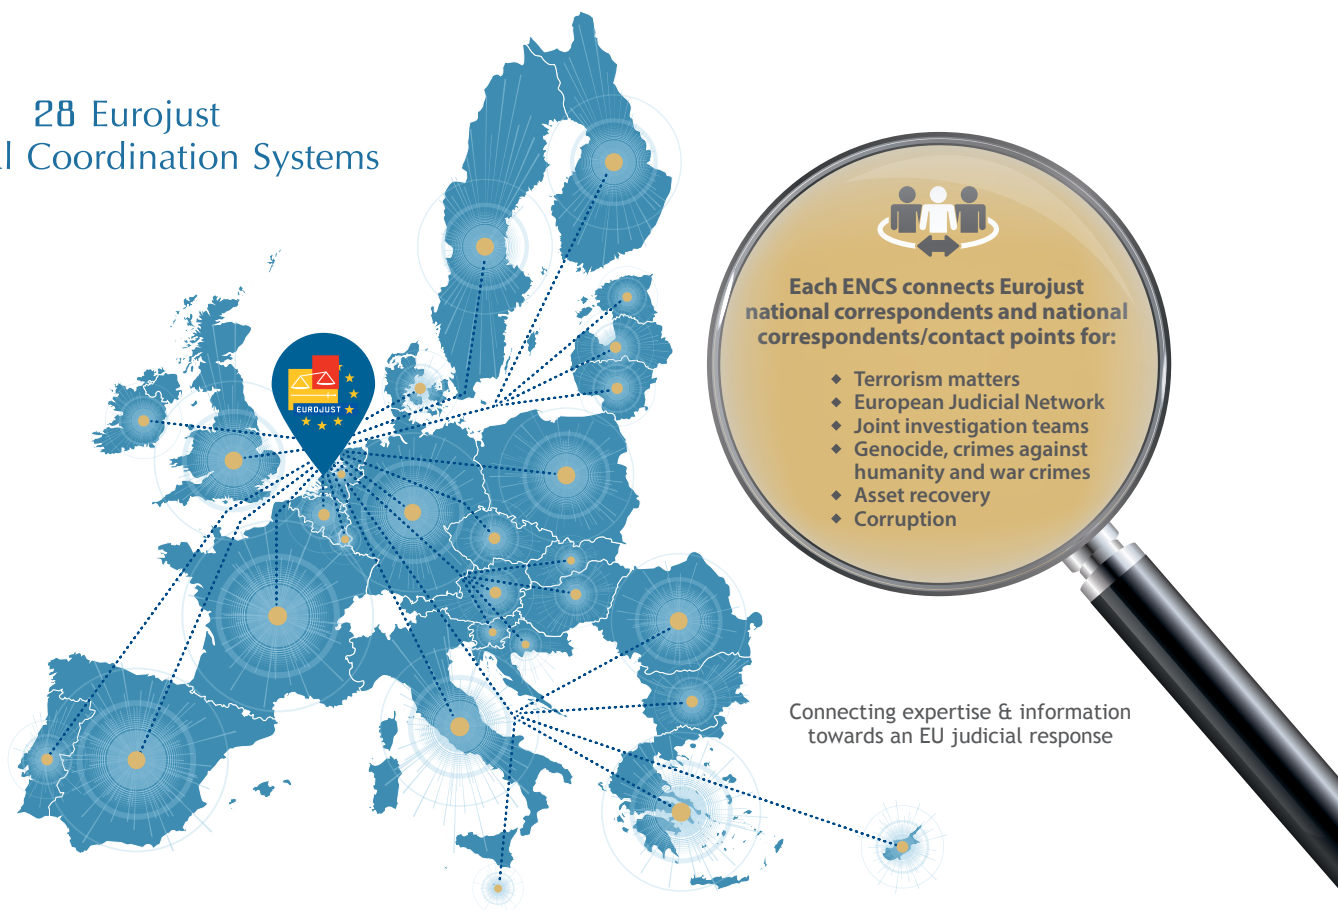 28 Eurojust
Coordination Systems
EUROJUST
Each ENCS connects Eurojust
national correspondents and national
correspondents/contact points for:
◆ Terrorism matters
◆ European Judicial Network
◆ Joint investigation teams
◆ Genocide, crimes against
humanity and war crimes
◆ Asset recovery
◆ Corruption
Connecting expertise & information
towards an EU judicial response